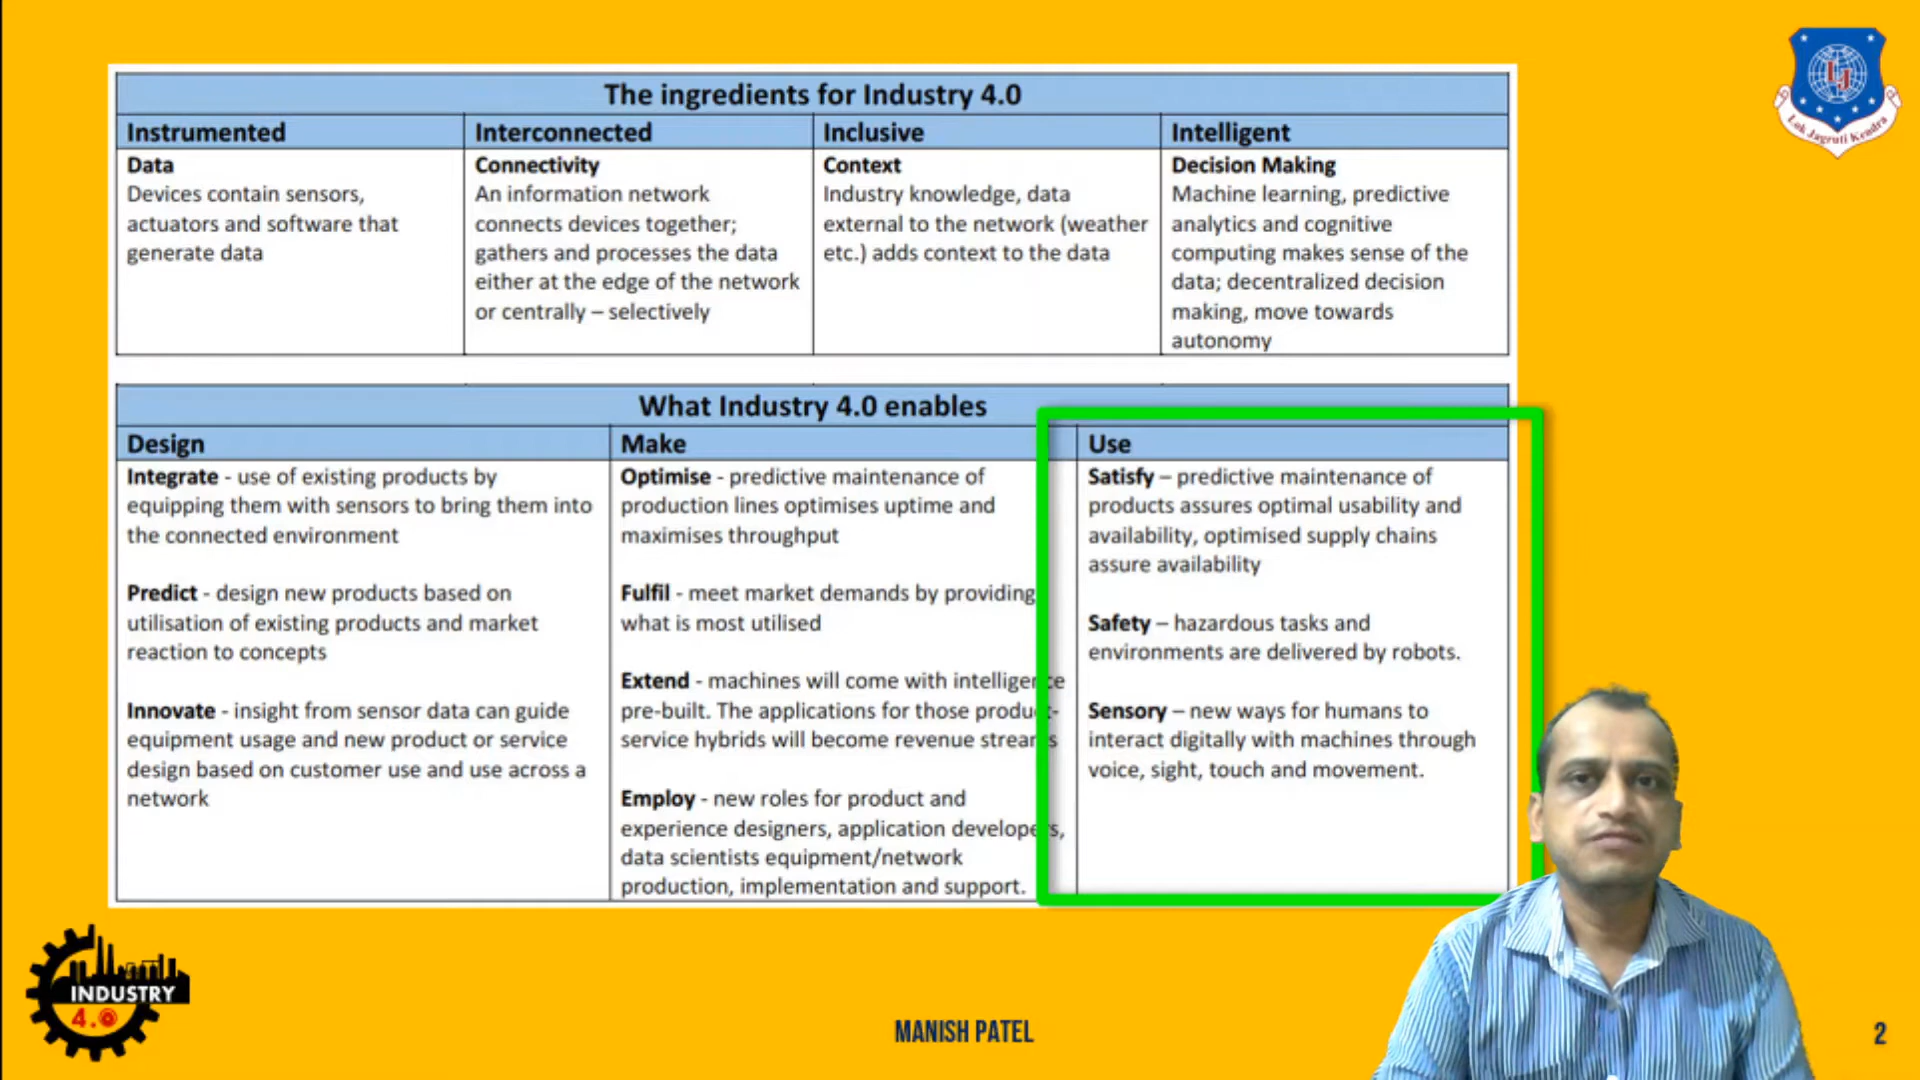 The ingredients for Industry 4.0
Instrumented
Interconnected
Inclusive
Intelligent
Data
Devices contain sensors,
actuators and software that
generate data
Connectivity
An information network
connects devices together;
gathers and processes the data
either at the edge of the network
or centrally – selectively
Context
Industry knowledge, data
external to the network (weather
etc.) adds context to the data
Decision Making
Machine learning, predictive
analytics and cognitive
computing makes sense of the
data; decentralized decision
making, move towards
autonomy
What Industry 4.0 enables
Design
Make
Use
Integrate - use of existing products by
equipping them with sensors to bring them into
the connected environment
Predict - design new products based on
utilisation of existing products and market
reaction to concepts
Innovate - insight from sensor data can guide
equipment usage and new product or service
design based on customer use and use across a
network
Optimise - predictive maintenance of
production lines optimises uptime and
maximises throughput
Fulfil - meet market demands by providing
what is most utilised
Extend - machines will come with intelligence
pre-built. The applications for those product-
service hybrids will become revenue streams
Employ - new roles for product and
experience designers, application developers,
data scientists equipment/network
production, implementation and support.
Satisfy – predictive maintenance of
products assures optimal usability and
availability, optimised supply chains
assure availability
Safety – hazardous tasks and
environments are delivered by robots.
Sensory – new ways for humans to
interact digitally with machines through
voice, sight, touch and movement.
LJ
Lok Jagruti Kendra
INDUSTRY
4.0
MANISH PATEL
2